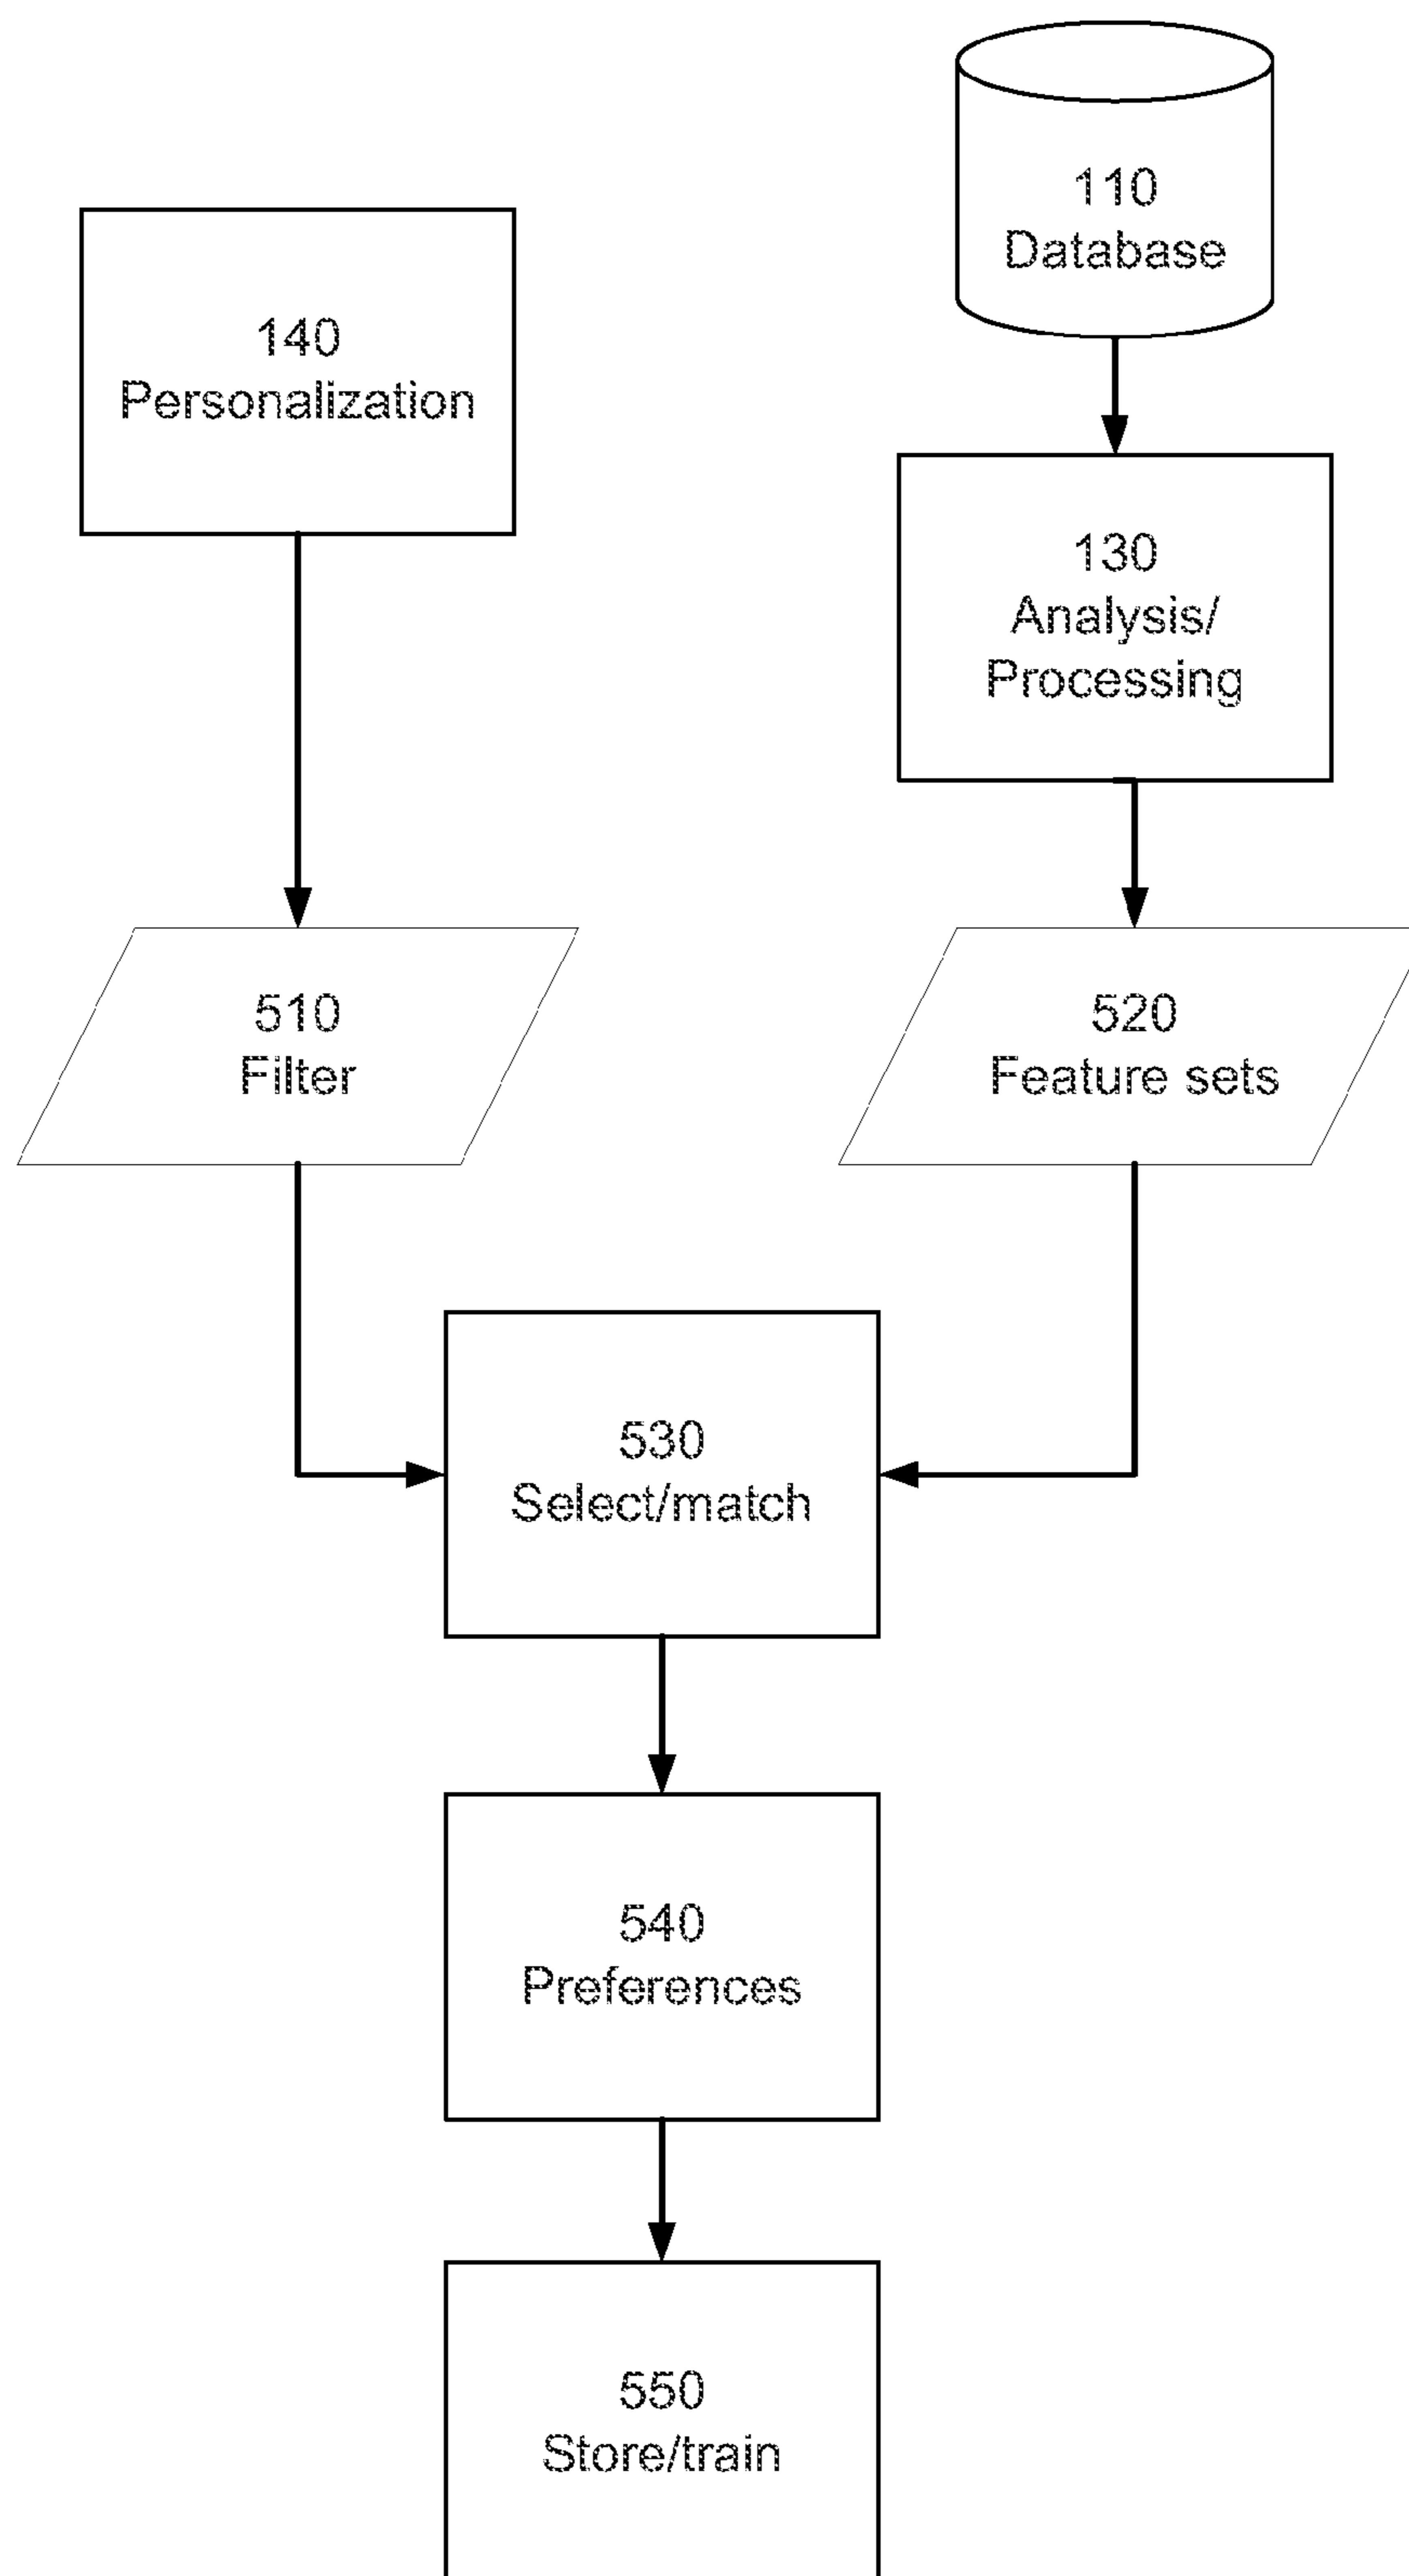 110
Database
140
Personalization
130
Analysis/
Processing
510
Filter
520
Feature sets
530
Select/match
540
Preferences
550
Store/train